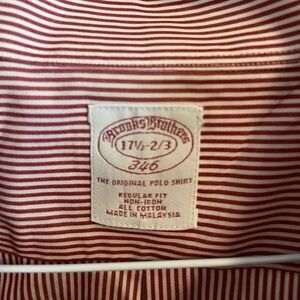 Brooks Brothers
17½-2/3
346
THE ORIGINAL POLO SHIRT
REGULAR FIT
NON-IRON
ALL COTTON
MADE IN MALAYSIA